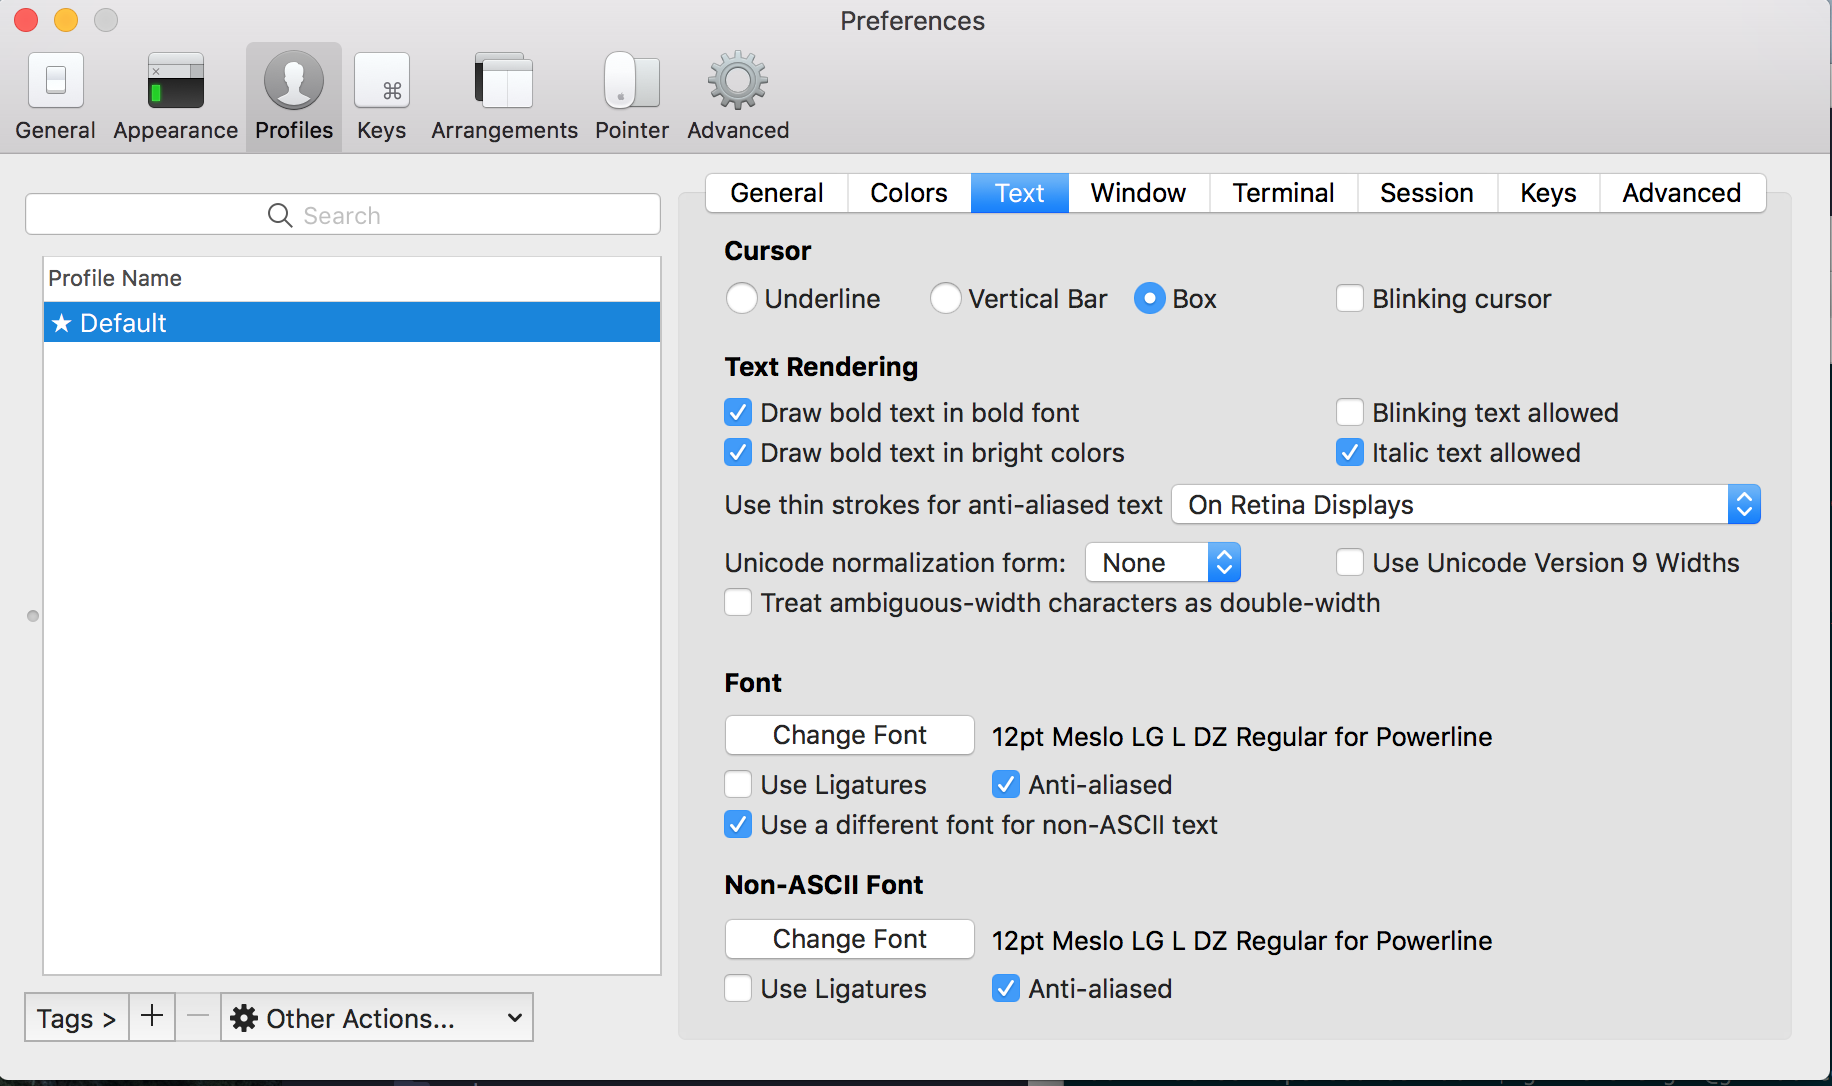 Preferences
General Appearance Profiles Keys Arrangements Pointer Advanced
Search
Profile Name
★ Default
Tags > + − Other Actions...
General Colors Text Window Terminal Session Keys Advanced
Cursor
Underline Vertical Bar Box Blinking cursor
Text Rendering
Draw bold text in bold font Blinking text allowed
Draw bold text in bright colors Italic text allowed
Use thin strokes for anti-aliased text On Retina Displays
Unicode normalization form: None Use Unicode Version 9 Widths
Treat ambiguous-width characters as double-width
Font
Change Font 12pt Meslo LG L DZ Regular for Powerline
Use Ligatures Anti-aliased
Use a different font for non-ASCII text
Non-ASCII Font
Change Font 12pt Meslo LG L DZ Regular for Powerline
Use Ligatures Anti-aliased